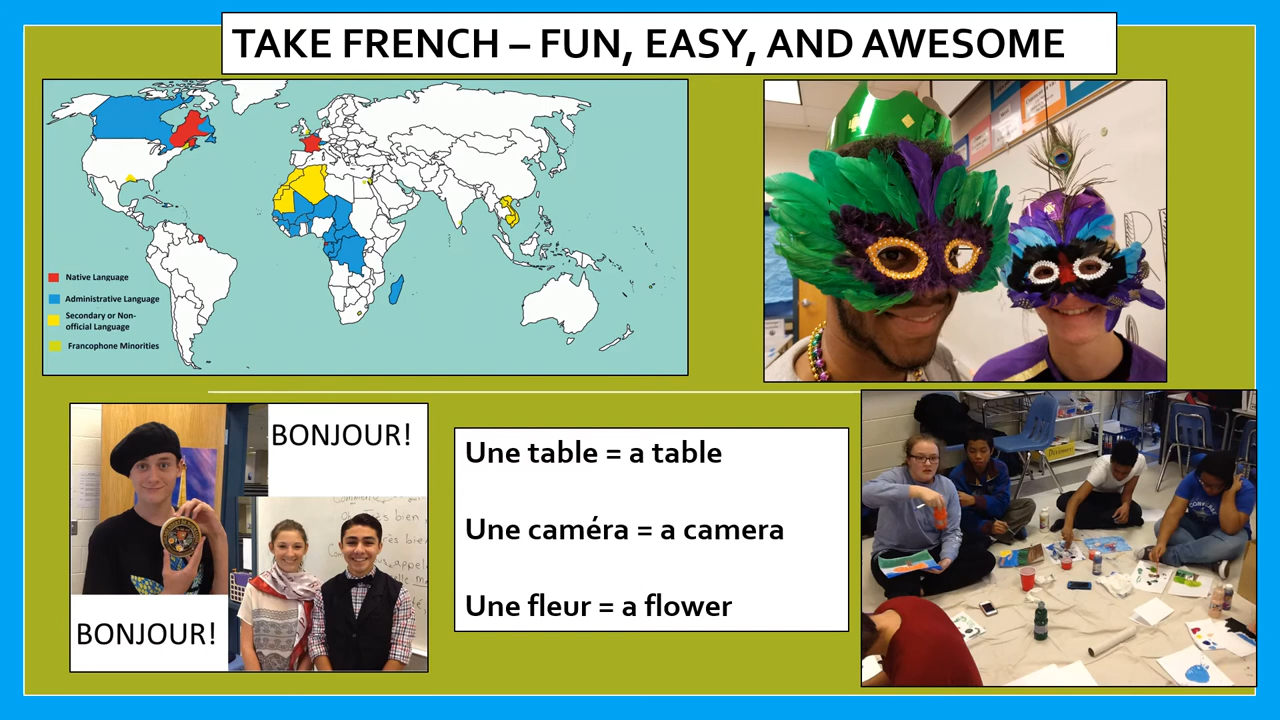 TAKE FRENCH – FUN, EASY, AND AWESOME
Native Language
Administrative Language
Secondary or Non-
official Language
Francophone Minorities
BONJOUR!
BONJOUR!
Une table = a table
Une caméra = a camera
Une fleur = a flower